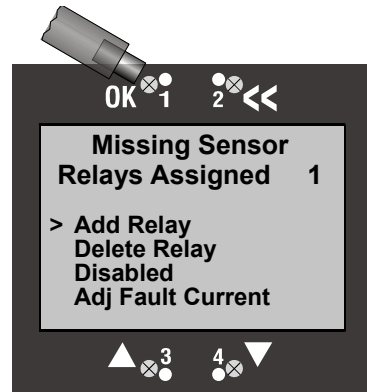 OK 1 2 <<
Missing Sensor
Relays Assigned 1
> Add Relay
Delete Relay
Disabled
Adj Fault Current
3 4